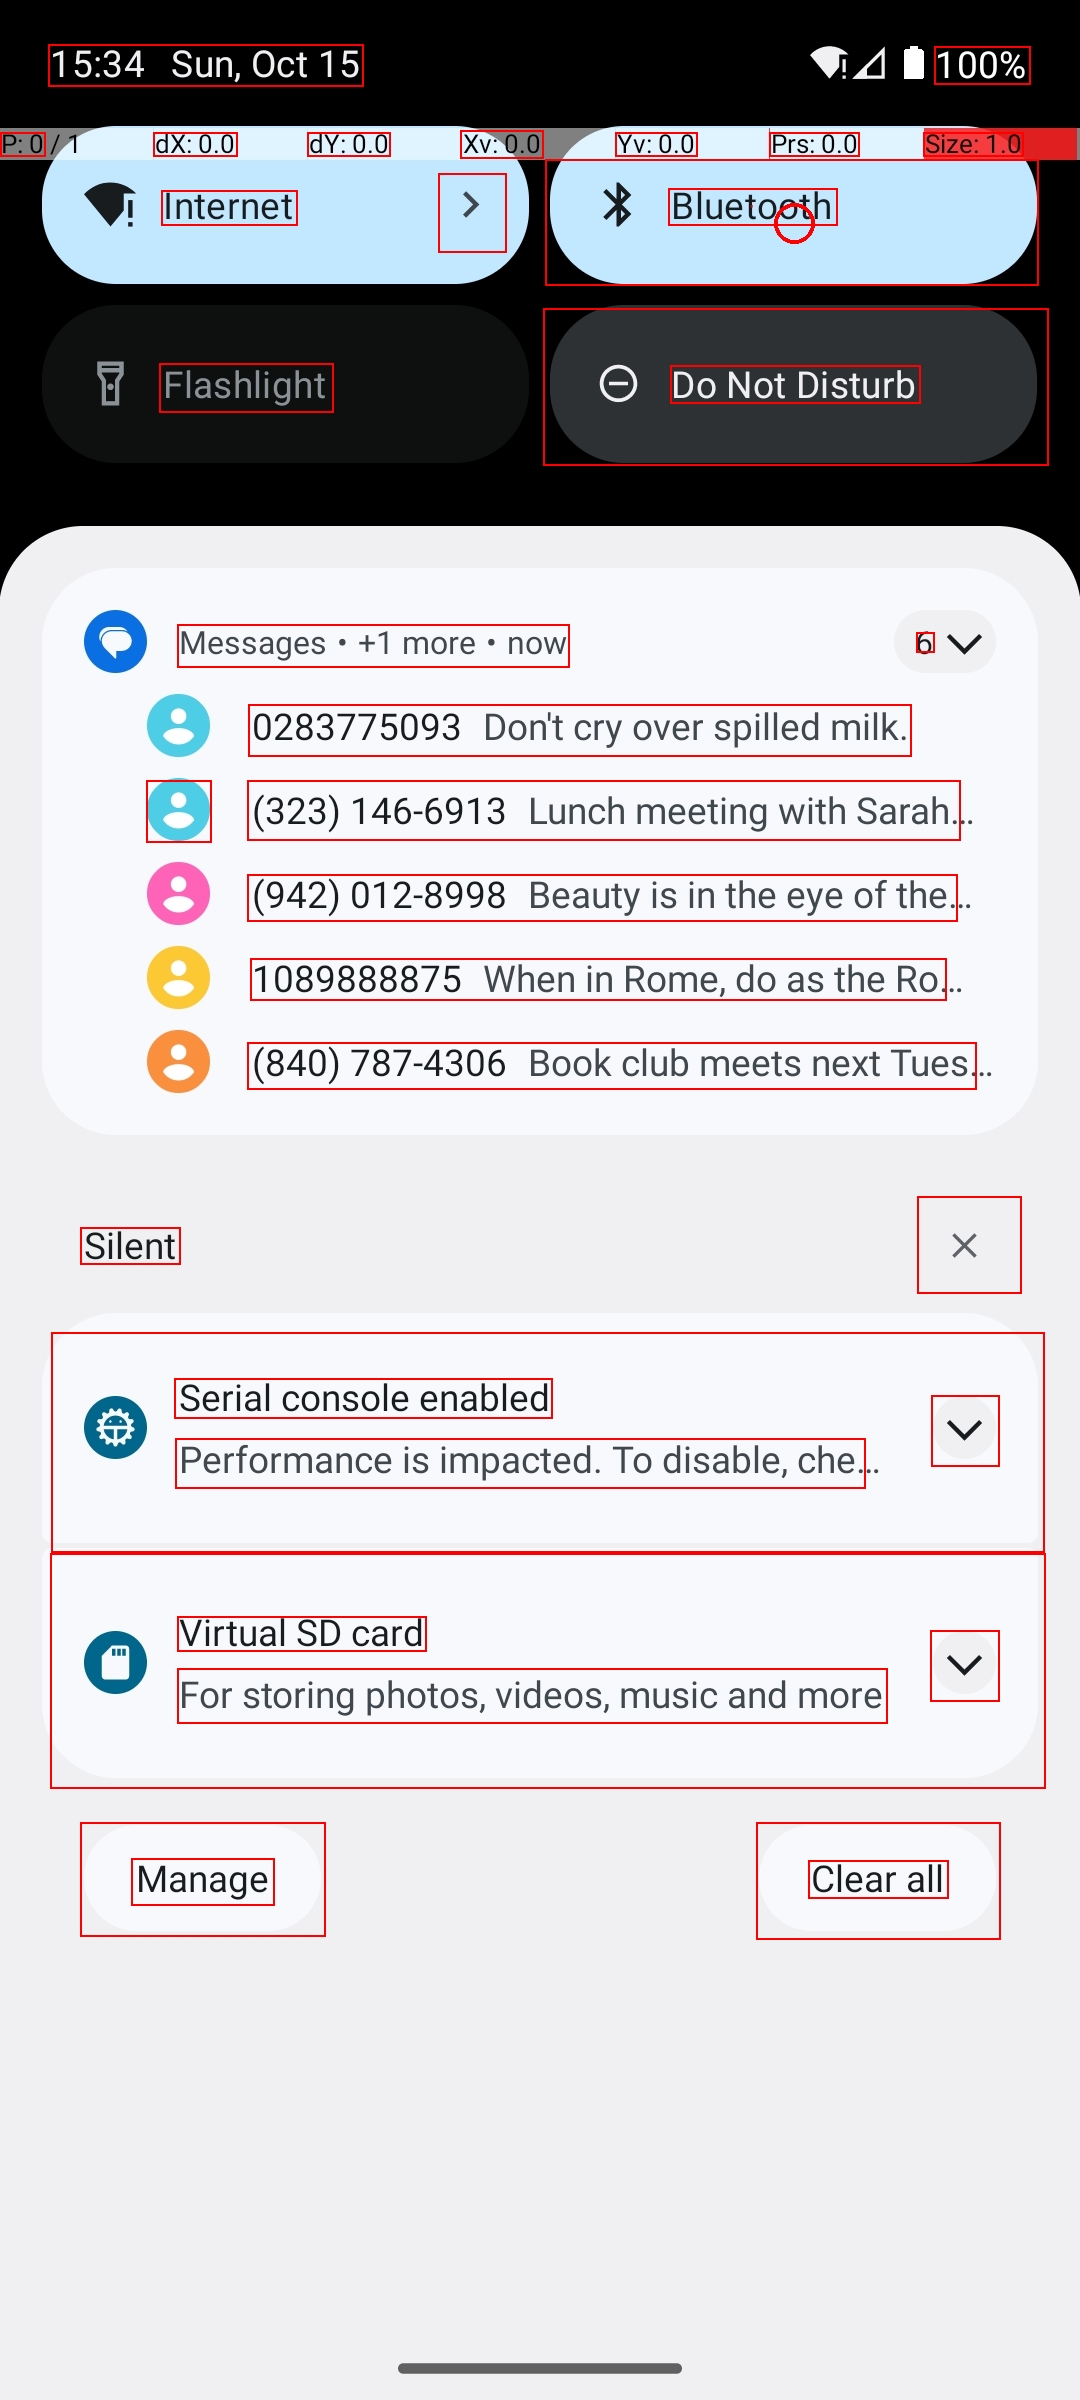 15:34 Sun, Oct 15 100%
P: 0 / 1 dX: 0.0 dY: 0.0 Xv: 0.0 Yv: 0.0 Prs: 0.0 Size: 1.0
Internet Bluetooth
Flashlight Do Not Disturb
Messages • +1 more • now 6
0283775093 Don't cry over spilled milk.
(323) 146-6913 Lunch meeting with Sarah…
(942) 012-8998 Beauty is in the eye of the…
1089888875 When in Rome, do as the Ro…
(840) 787-4306 Book club meets next Tues…
Silent
Serial console enabled
Performance is impacted. To disable, che…
Virtual SD card
For storing photos, videos, music and more
Manage Clear all